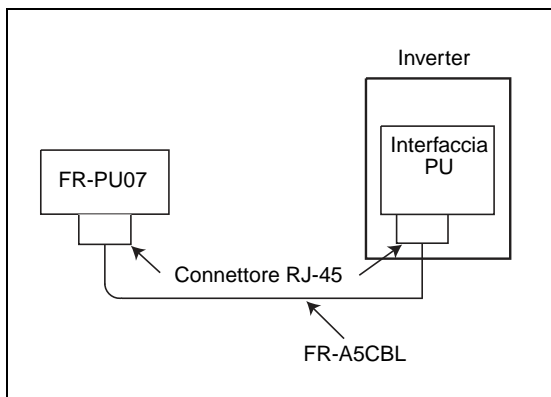 Inverter
Interfaccia
PU
FR-PU07
Connettore RJ-45
FR-A5CBL